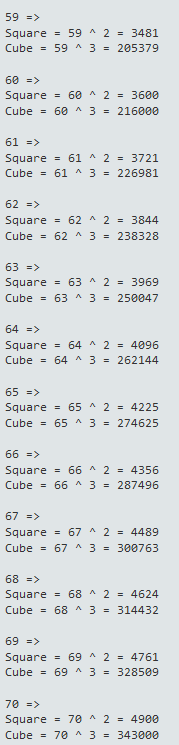 59 =>
Square = 59 ^ 2 = 3481
Cube = 59 ^ 3 = 205379
60 =>
Square = 60 ^ 2 = 3600
Cube = 60 ^ 3 = 216000
61 =>
Square = 61 ^ 2 = 3721
Cube = 61 ^ 3 = 226981
62 =>
Square = 62 ^ 2 = 3844
Cube = 62 ^ 3 = 238328
63 =>
Square = 63 ^ 2 = 3969
Cube = 63 ^ 3 = 250047
64 =>
Square = 64 ^ 2 = 4096
Cube = 64 ^ 3 = 262144
65 =>
Square = 65 ^ 2 = 4225
Cube = 65 ^ 3 = 274625
66 =>
Square = 66 ^ 2 = 4356
Cube = 66 ^ 3 = 287496
67 =>
Square = 67 ^ 2 = 4489
Cube = 67 ^ 3 = 300763
68 =>
Square = 68 ^ 2 = 4624
Cube = 68 ^ 3 = 314432
69 =>
Square = 69 ^ 2 = 4761
Cube = 69 ^ 3 = 328509
70 =>
Square = 70 ^ 2 = 4900
Cube = 70 ^ 3 = 343000